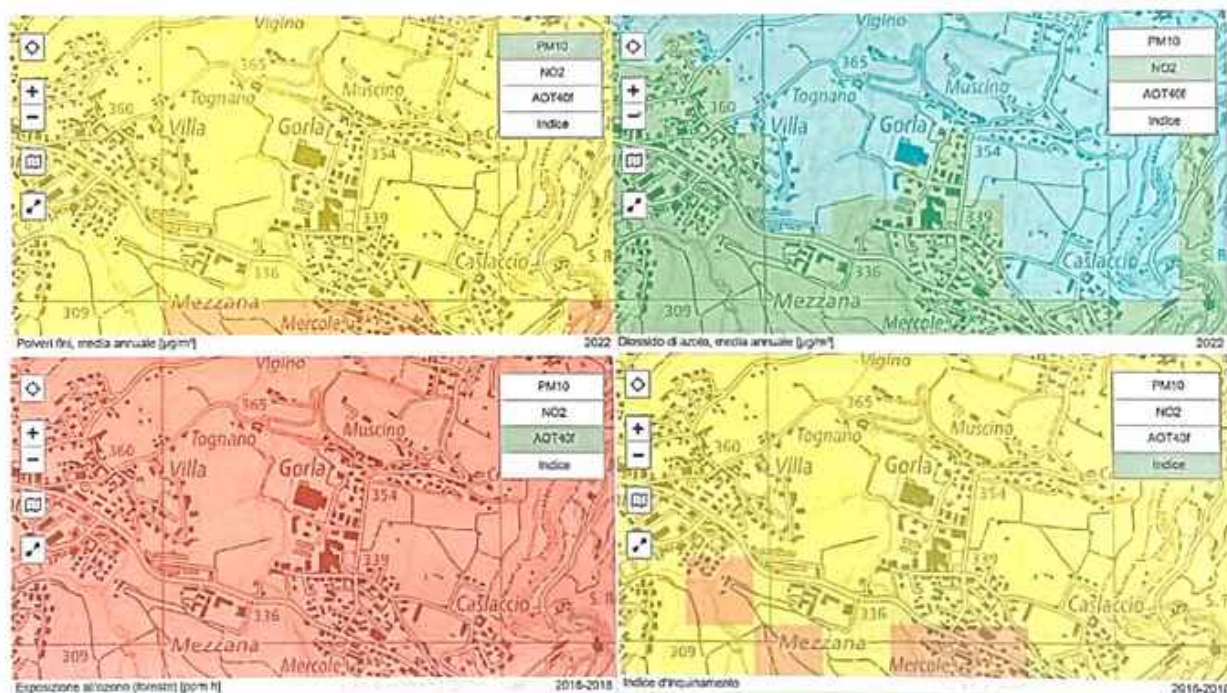 Vigino
PM10
365
NO2
Muscino
Tognano
AOT40f
360
Villa
Gorla
Indice
354
339
336
Caslaccio
S. R
Mezzana
309
Mercole
Polveri fini, media annuale [µg/m³]
2022
Vigino
PM10
365
NO2
Muscino
Tognano
AOT40f
360
Villa
Gorla
Indice
354
339
336
Caslaccio
S. R
Mezzana
309
Mercole
Diossido di azoto, media annuale [µg/m³]
2022
Vigino
PM10
365
NO2
Muscino
Tognano
AOT40f
360
Villa
Gorla
Indice
354
339
336
Caslaccio
S. R
Mezzana
309
Mercole
Esposizione all'ozono (foreste) [ppm h]
2016-2018
Vigino
PM10
365
NO2
Muscino
Tognano
AOT40f
360
Villa
Gorla
Indice
354
339
336
Caslaccio
S. R
Mezzana
309
Mercole
Indice d'inquinamento